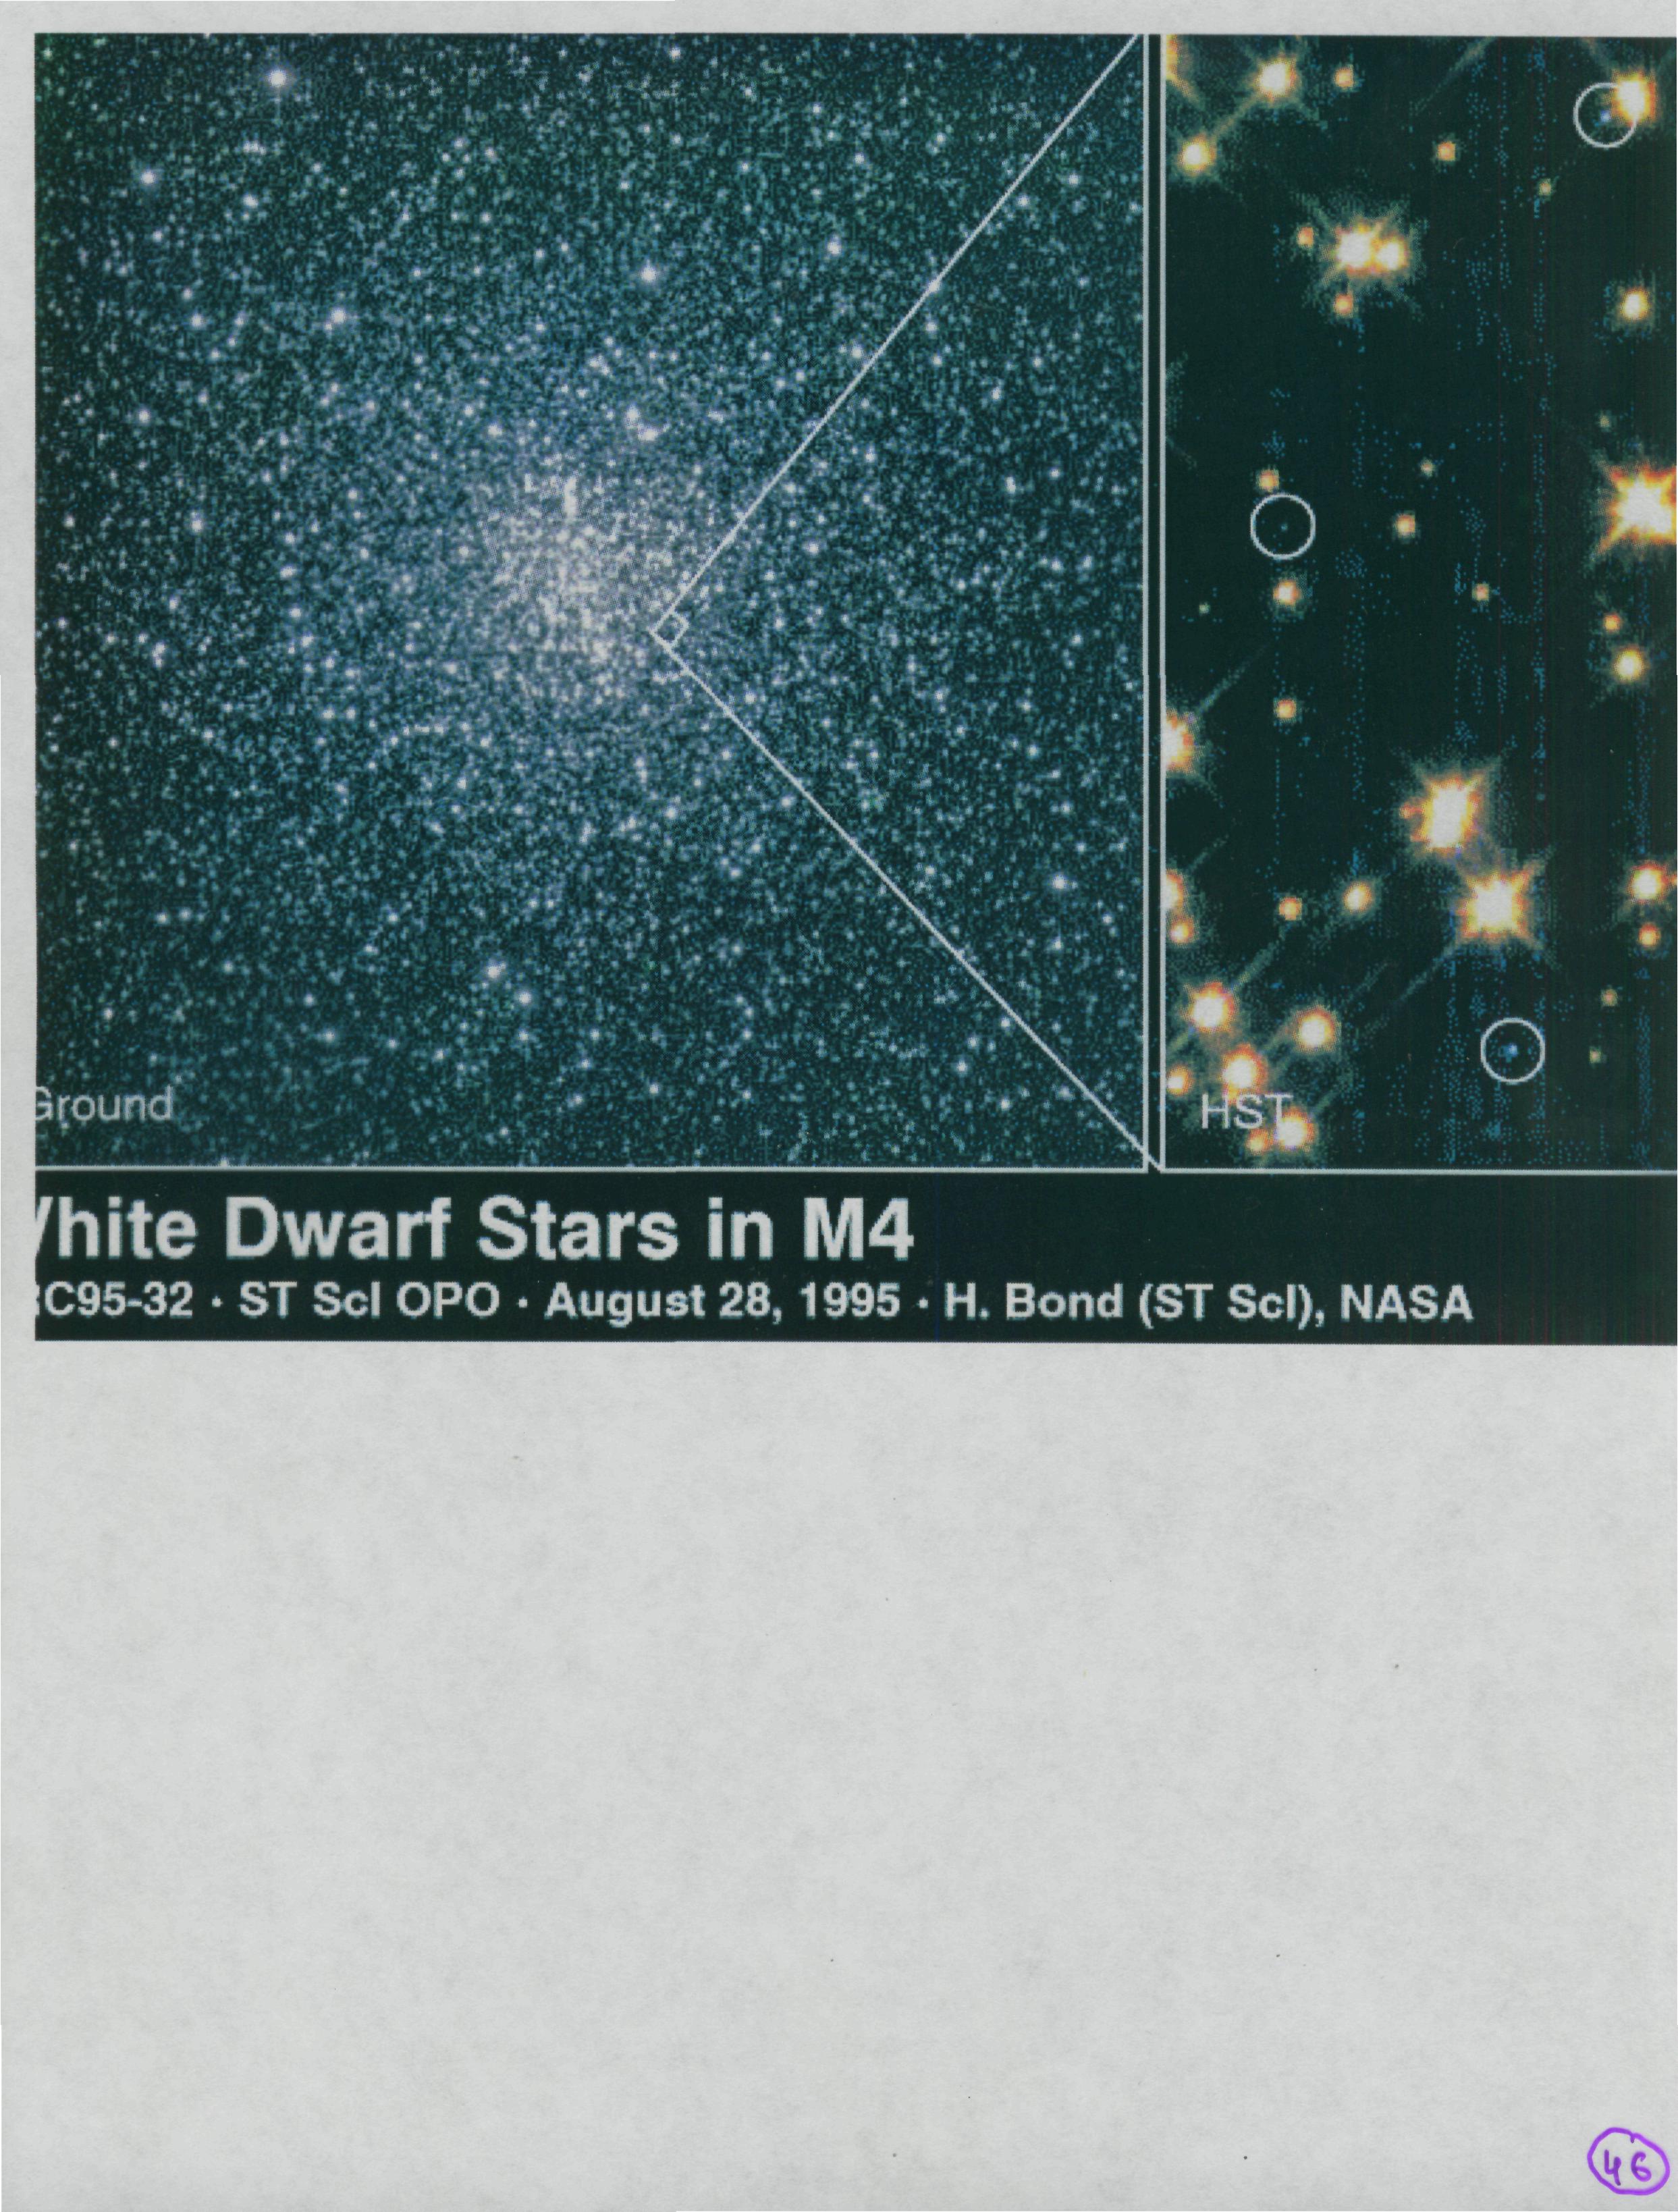 Ground
HST
White Dwarf Stars in M4
C95-32 · ST ScI OPO · August 28, 1995 · H. Bond (ST ScI), NASA
46